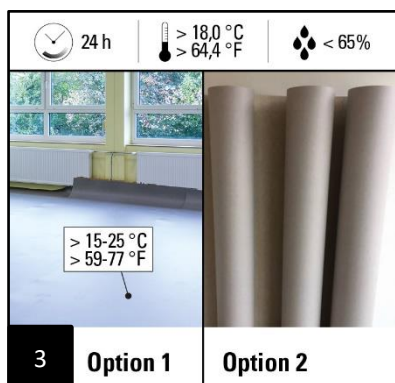 24 h
> 18,0 °C
> 64,4 °F
< 65%
> 15-25 °C
> 59-77 °F
3
Option 1
Option 2